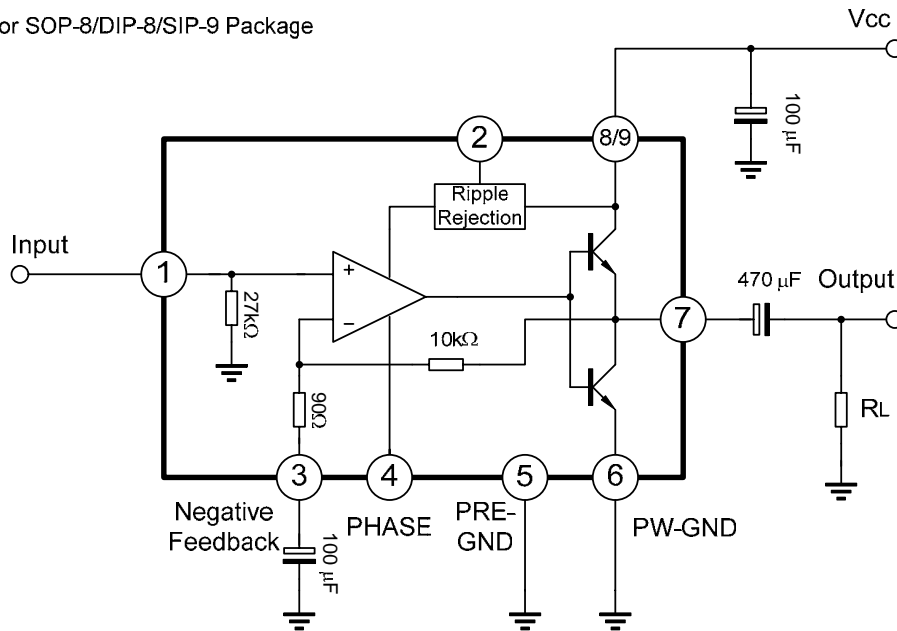 or SOP-8/DIP-8/SIP-9 Package
Vcc
100 μF
2
8/9
Ripple
Rejection
Input
1
+
27kΩ
−
10kΩ
90Ω
7
470 μF
Output
RL
3
4
5
6
Negative
Feedback
PHASE
PRE-
GND
PW-GND
100 μF